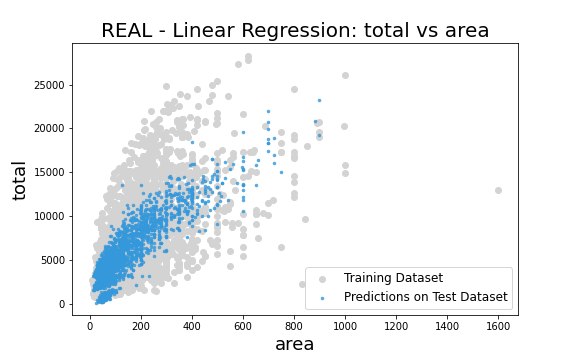 REAL - Linear Regression: total vs area
total
25000
20000
15000
10000
5000
0
Training Dataset
Predictions on Test Dataset
0 200 400 600 800 1000 1200 1400 1600
area